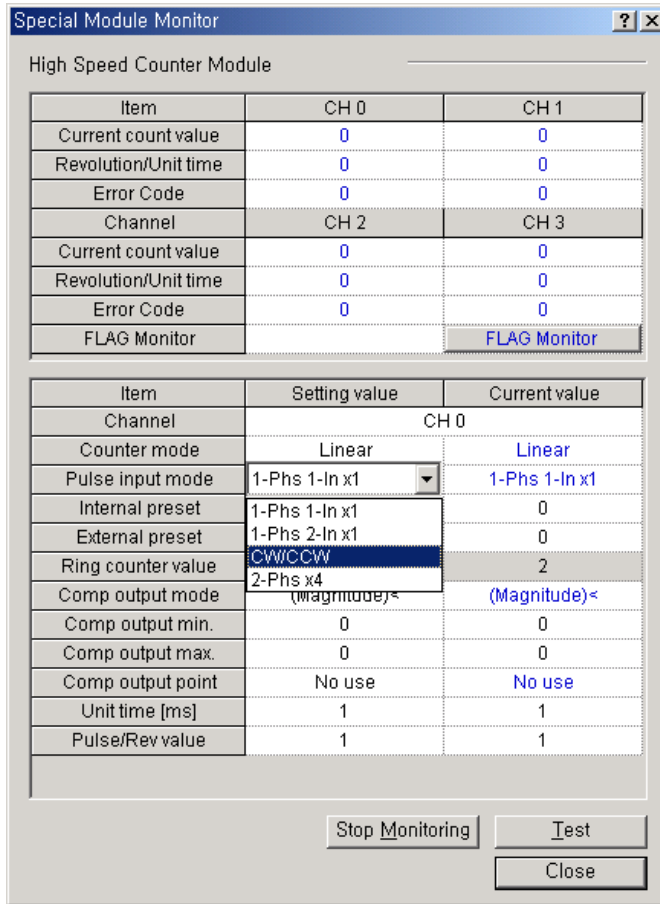 Special Module Monitor
High Speed Counter Module
Item CH 0 CH 1
Current count value 0 0
Revolution/Unit time 0 0
Error Code 0 0
Channel CH 2 CH 3
Current count value 0 0
Revolution/Unit time 0 0
Error Code 0 0
FLAG Monitor FLAG Monitor
Item Setting value Current value
Channel CH 0
Counter mode Linear Linear
Pulse input mode 1-Phs 1-In x1 1-Phs 1-In x1
Internal preset 1-Phs 1-In x1 0
External preset 1-Phs 2-In x1 0
Ring counter value CW/CCW 2
2-Phs x4
Comp output mode (Magnitude)< (Magnitude)<
Comp output min. 0 0
Comp output max. 0 0
Comp output point No use No use
Unit time [ms] 1 1
Pulse/Rev value 1 1
Stop Monitoring Test
Close